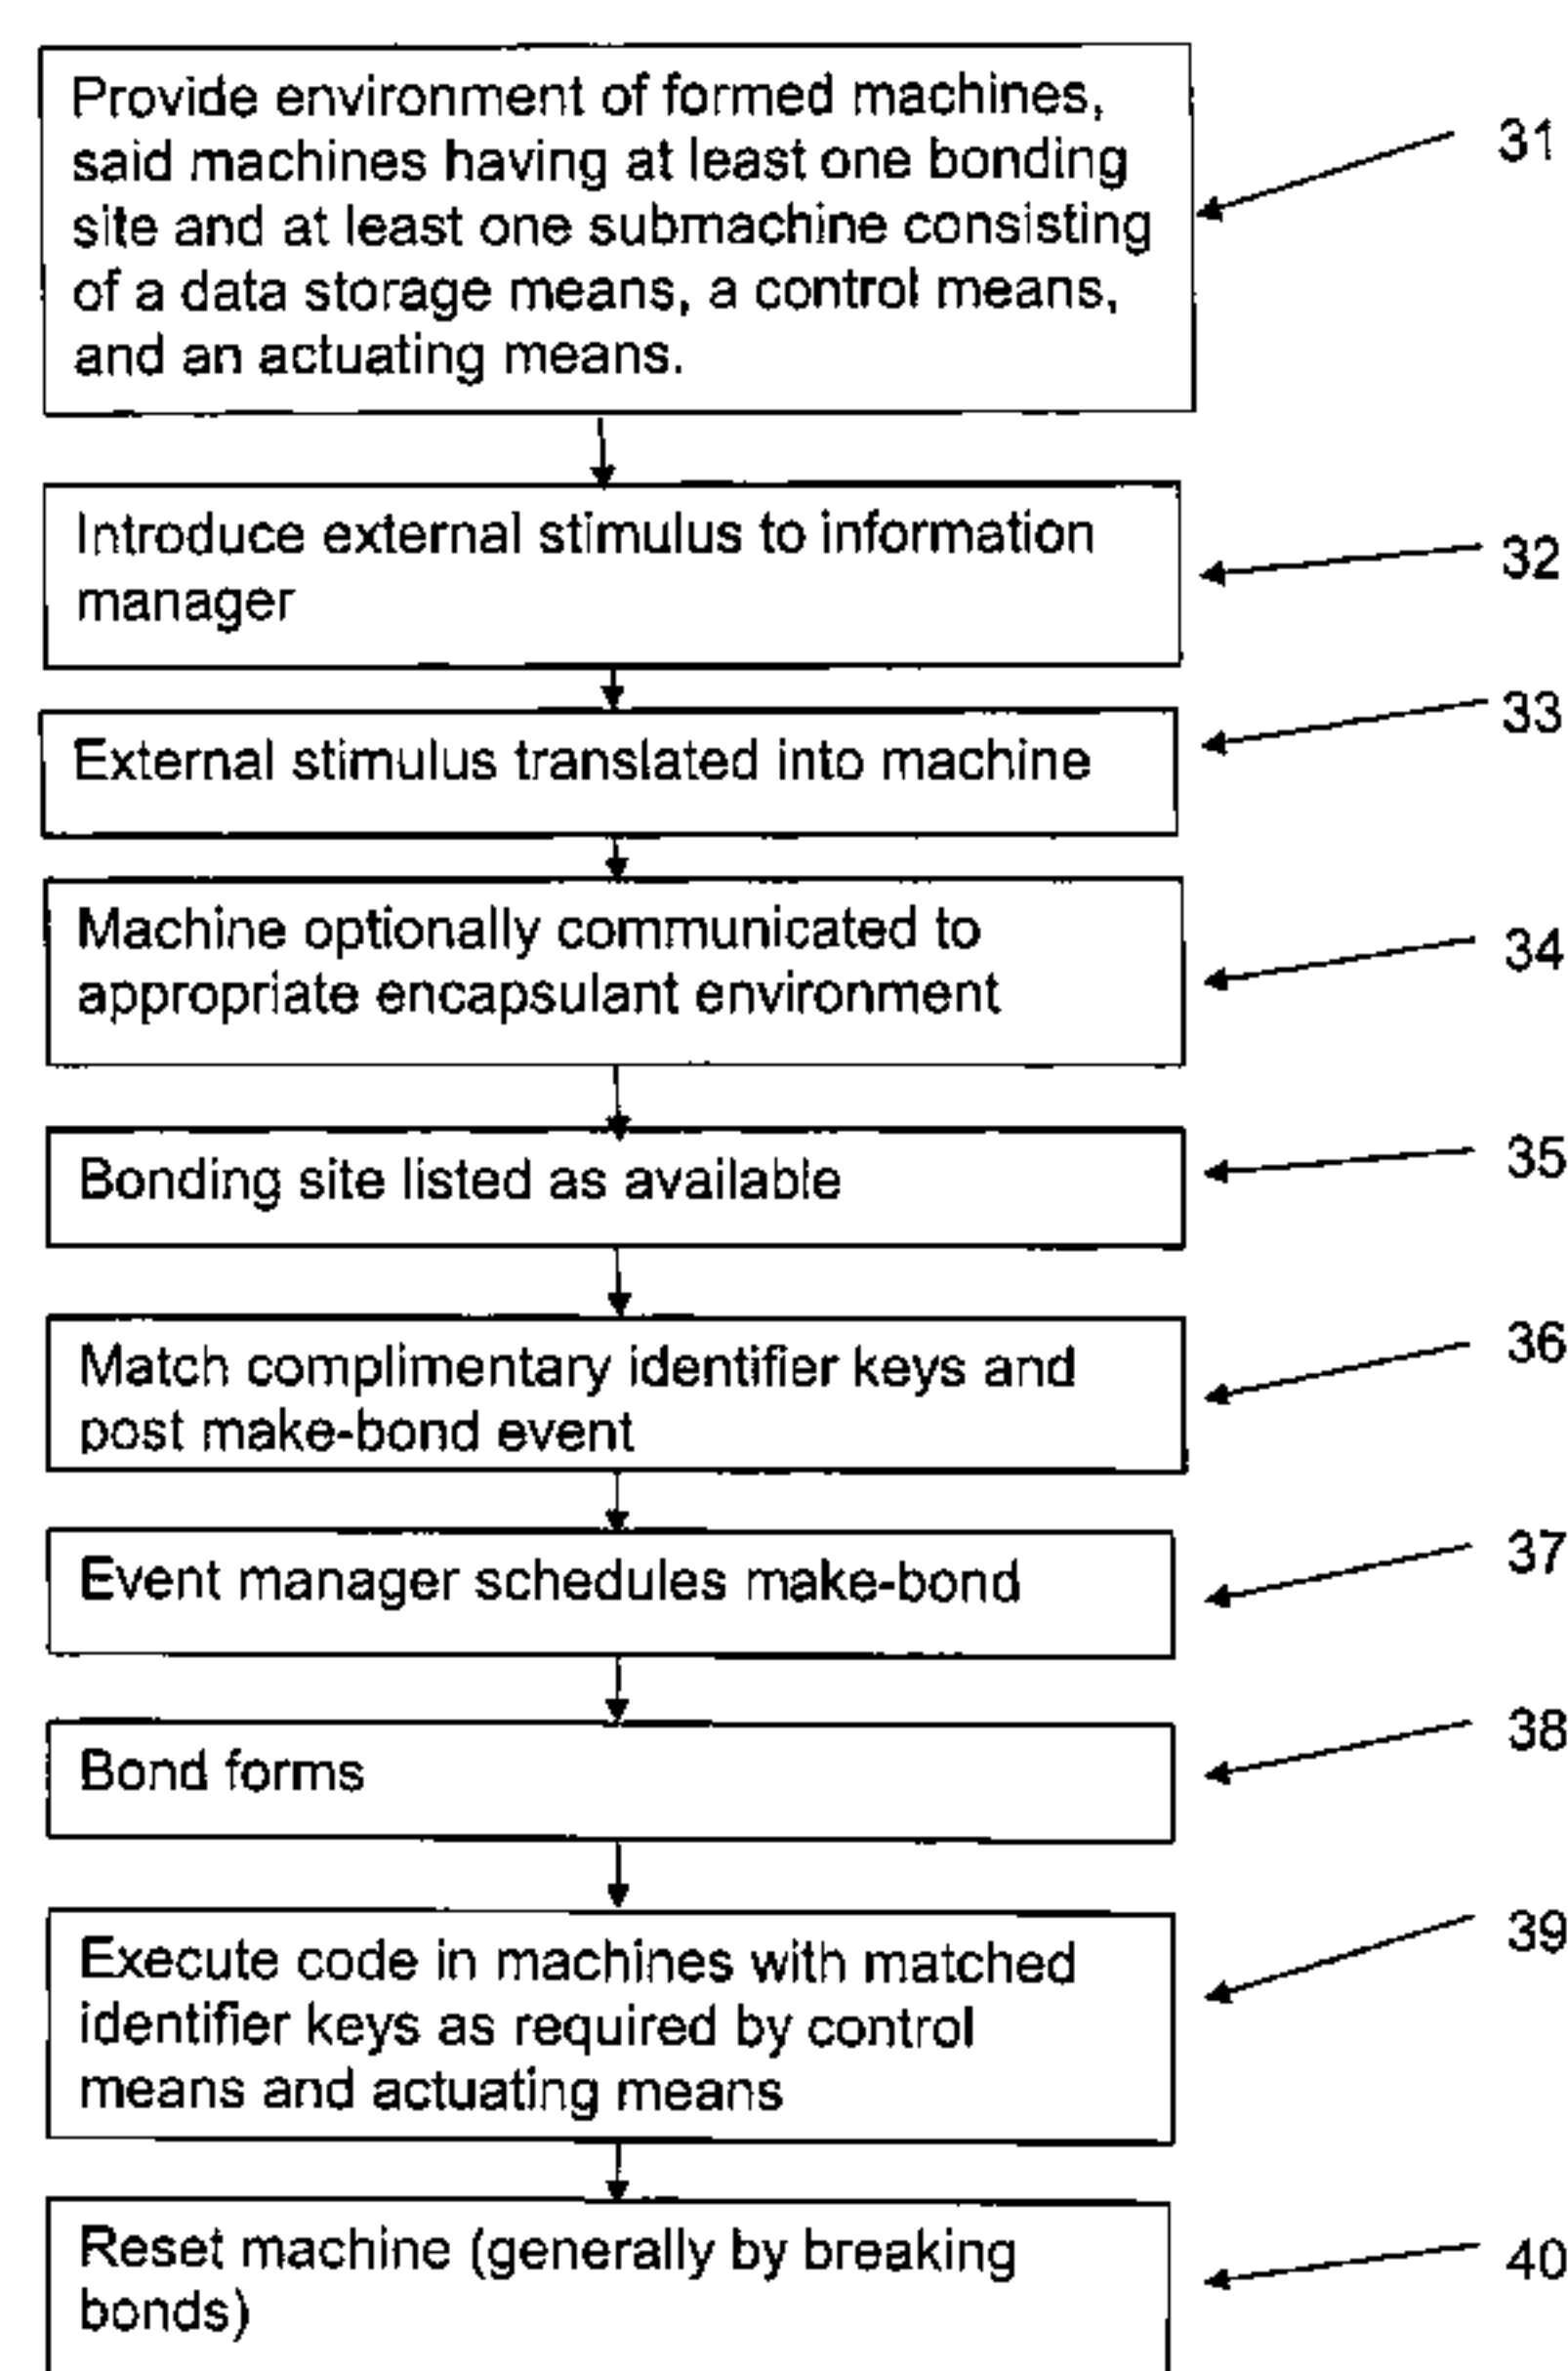 Provide environment of formed machines,
said machines having at least one bonding
site and at least one submachine consisting
of a data storage means, a control means,
and an actuating means.
31
Introduce external stimulus to information
manager
32
External stimulus translated into machine
33
Machine optionally communicated to
appropriate encapsulant environment
34
Bonding site listed as available
35
Match complimentary identifier keys and
post make-bond event
36
Event manager schedules make-bond
37
Bond forms
38
Execute code in machines with matched
identifier keys as required by control
means and actuating means
39
Reset machine (generally by breaking
bonds)
40